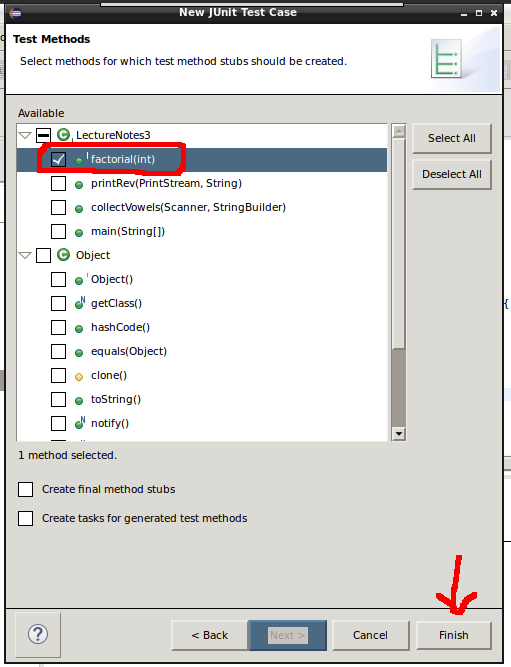 New JUnit Test Case
Test Methods
Select methods for which test method stubs should be created.
Available
LectureNotes3
factorial(int)
printRev(PrintStream, String)
collectVowels(Scanner, StringBuilder)
main(String[])
Object
Object()
getClass()
hashCode()
equals(Object)
clone()
toString()
notify()
Select All
Deselect All
1 method selected.
Create final method stubs
Create tasks for generated test methods
?
< Back
Next >
Cancel
Finish